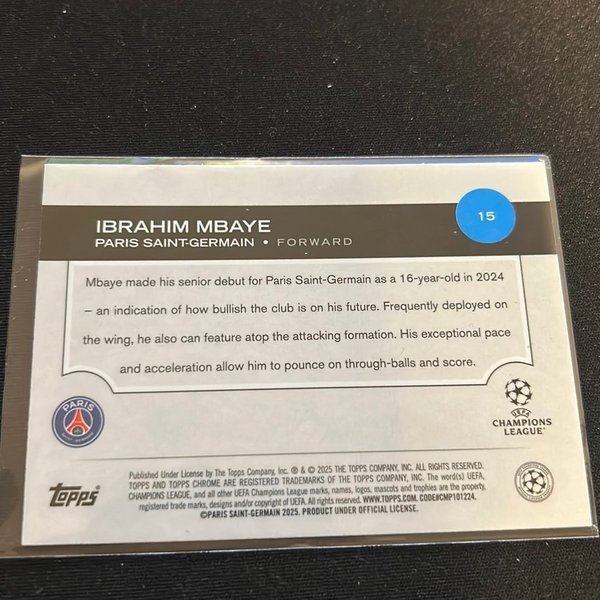 15
IBRAHIM MBAYE
PARIS SAINT-GERMAIN • FORWARD
Mbaye made his senior debut for Paris Saint-Germain as a 16-year-old in 2024
– an indication of how bullish the club is on his future. Frequently deployed on
the wing, he also can feature atop the attacking formation. His exceptional pace
and acceleration allow him to pounce on through-balls and score.
PARIS
SAINT-GERMAIN
UEFA
CHAMPIONS
LEAGUE
Topps
Published Under License by The Topps Company, Inc. ® & © 2025 THE TOPPS COMPANY, INC. ALL RIGHTS RESERVED.
TOPPS AND TOPPS CHROME ARE REGISTERED TRADEMARKS OF THE TOPPS COMPANY, INC. The word(s) UEFA,
CHAMPIONS LEAGUE, and all other UEFA Champions League marks, names, logos, mascots and trophies are the property,
registered trade marks, designs and/or copyright of UEFA. All rights reserved. WWW.TOPPS.COM. CODE#CMP101224.
©PARIS SAINT-GERMAIN 2025. PRODUCT UNDER OFFICIAL LICENSE.